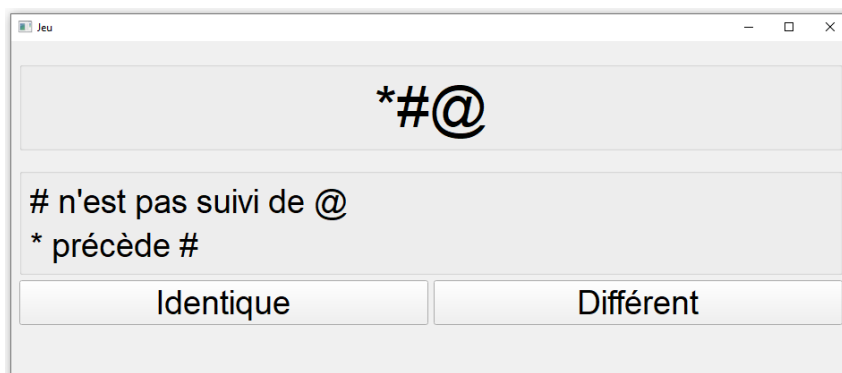 Jeu
*#@
# n'est pas suivi de @
* précède #
Identique
Différent